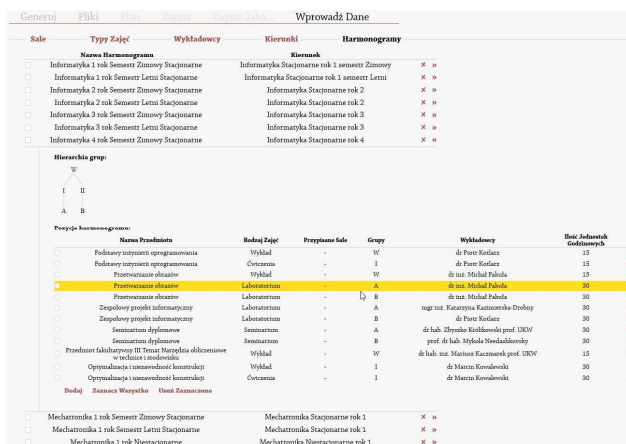 Generuj Pliki Plan Zapisz Zapisz Jako... Wprowadź Dane
Sale Typy Zajęć Wykładowcy Kierunki Harmonogramy
Nazwa Harmonogramu Kierunek
Informatyka 1 rok Semestr Zimowy Stacjonarne Informatyka Stacjonarne rok 1 semestr Zimowy × »
Informatyka 1 rok Semestr Letni Stacjonarne Informatyka Stacjonarne rok 1 semestr Letni × »
Informatyka 2 rok Semestr Zimowy Stacjonarne Informatyka Stacjonarne rok 2 × »
Informatyka 2 rok Semestr Letni Stacjonarne Informatyka Stacjonarne rok 2 × »
Informatyka 3 rok Semestr Zimowy Stacjonarne Informatyka Stacjonarne rok 3 × »
Informatyka 3 rok Semestr Letni Stacjonarne Informatyka Stacjonarne rok 3 × »
Informatyka 4 rok Semestr Zimowy Stacjonarne Informatyka Stacjonarne rok 4 × «
Hierarchia grup:
W
I II
A B
Pozycje harmonogramu:
Nazwa Przedmiotu Rodzaj Zajęć Przypisane Sale Grupy Wykładowcy Ilość Jednostek Godzinowych
Podstawy inżynierii oprogramowania Wykład - W dr Piotr Kotlarz 15
Podstawy inżynierii oprogramowania Ćwiczenia - I dr Piotr Kotlarz 15
Przetwarzanie obrazów Wykład - W dr inż. Michał Pakuła 15
Przetwarzanie obrazów Laboratorium - A dr inż. Michał Pakuła 30
Przetwarzanie obrazów Laboratorium - B dr inż. Michał Pakuła 30
Zespołowy projekt informatyczny Laboratorium - A mgr inż. Katarzyna Kazimierska-Drobny 30
Zespołowy projekt informatyczny Laboratorium - B dr Piotr Kotlarz 30
Seminarium dyplomowe Seminarium - A dr hab. Zbyszko Królikowski prof. UKW 30
Seminarium dyplomowe Seminarium - B prof. dr hab. Mykola 30
Przedmiot fakultatywny III Temat Narzędzia obliczeniowe w technice i środowisku Wykład - W dr hab. inż. Mariusz Kaczmarek prof. UKW 15
Optymalizacja i niezawodność konstrukcji Wykład - I dr Marcin Kowalewski 30
Optymalizacja i niezawodność konstrukcji Ćwiczenia - I dr Marcin Kowalewski 30
Dodaj Zaznacz Wszystko Usuń Zaznaczone
Mechatronika 1 rok Semestr Zimowy Stacjonarne Mechatronika Stacjonarne rok 1 × »
Mechatronika 1 rok Semestr Letni Stacjonarne Mechatronika Stacjonarne rok 1 × »
Mechatronika 1 rok Niestacjonarne Mechatronika Niestacjonarne rok 1 × »